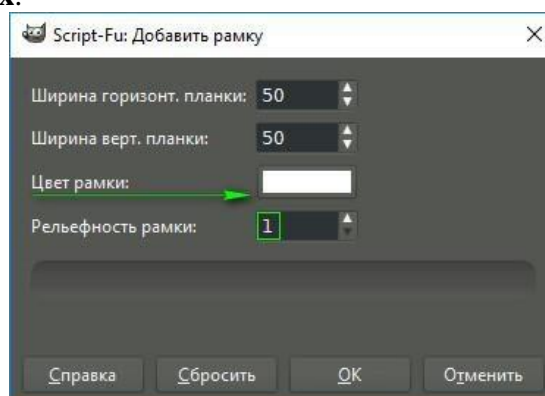 х.
Script-Fu: Добавить рамку
Ширина горизонт. планки: 50
Ширина верт. планки: 50
Цвет рамки:
Рельефность рамки: 1
Справка Сбросить OK Отменить